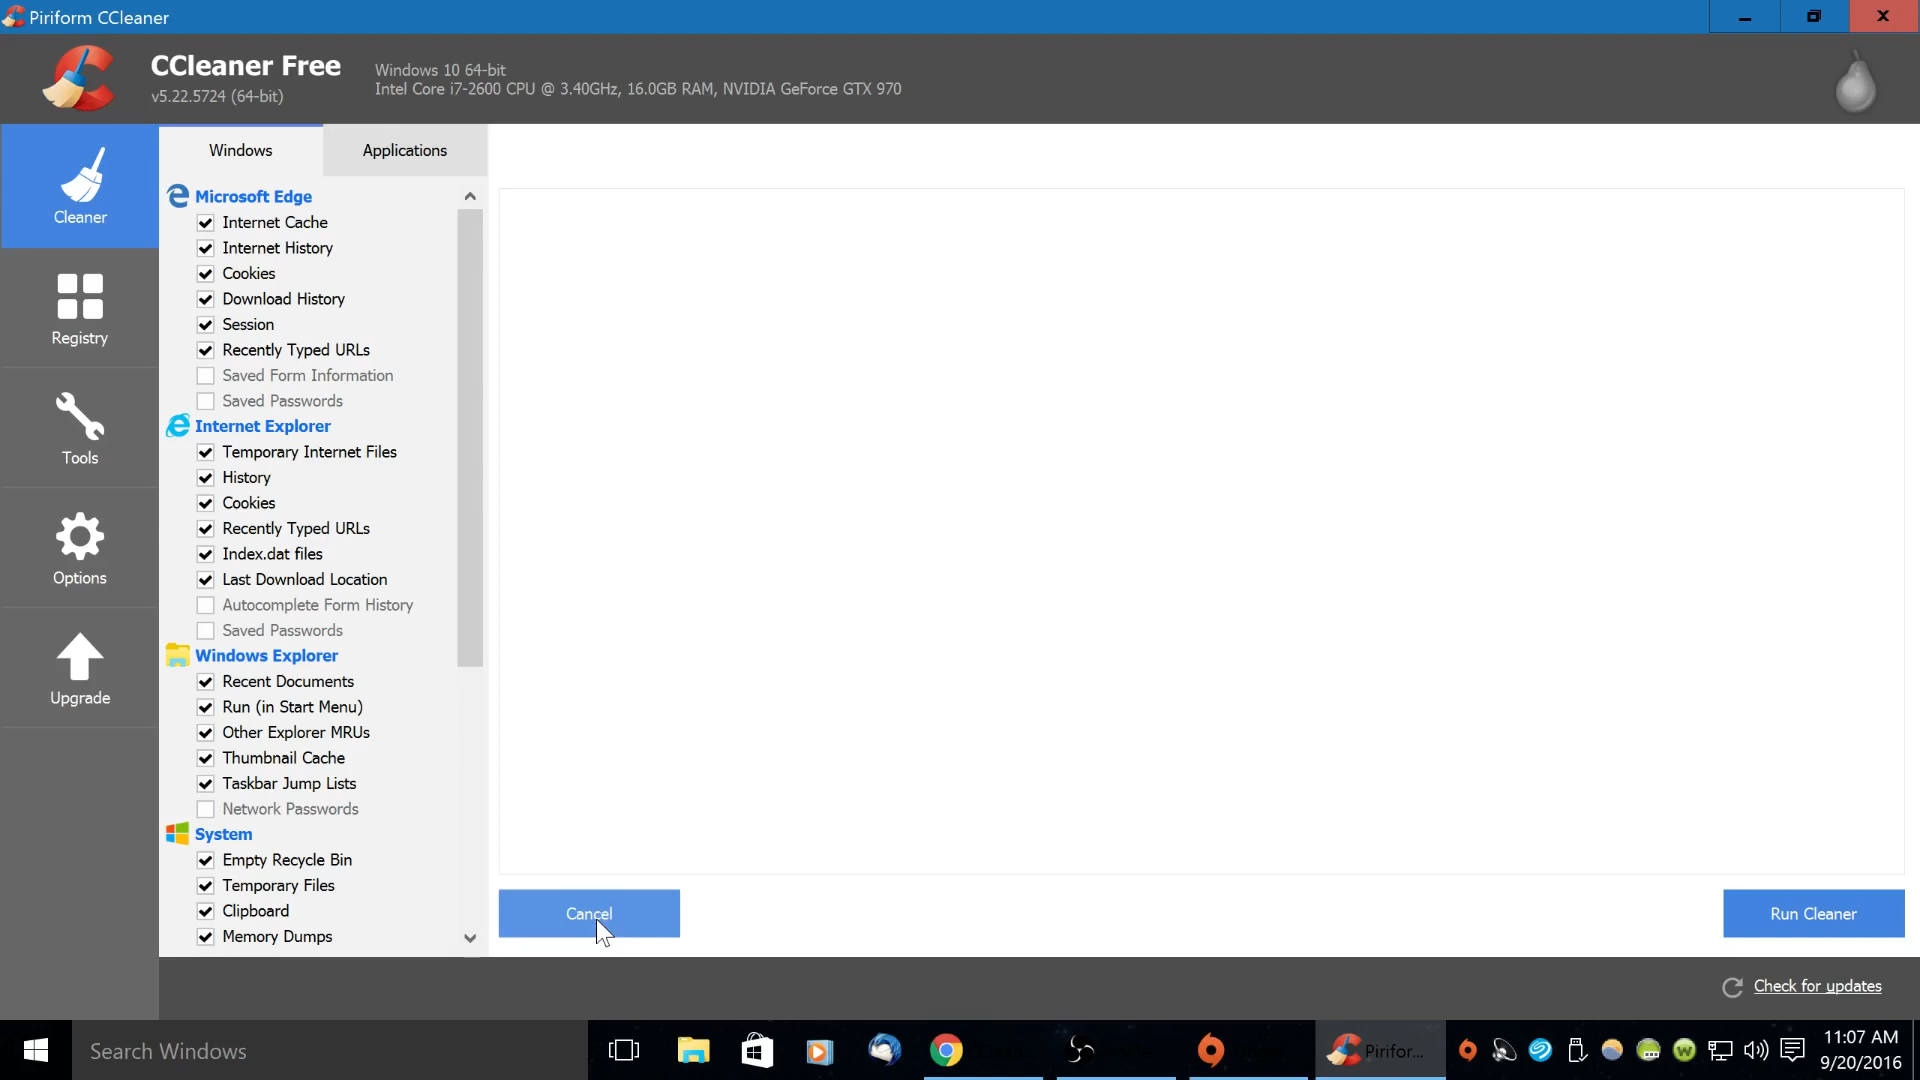 Piriform CCleaner
CCleaner Free
v5.22.5724 (64-bit)
Windows 10 64-bit
Intel Core i7-2600 CPU @ 3.40GHz, 16.0GB RAM, NVIDIA GeForce GTX 970
Cleaner
Registry
Tools
Options
Upgrade
Windows
Applications
Microsoft Edge
Internet Cache
Internet History
Cookies
Download History
Session
Recently Typed URLs
Saved Form Information
Saved Passwords
Internet Explorer
Temporary Internet Files
History
Cookies
Recently Typed URLs
Index.dat files
Last Download Location
Autocomplete Form History
Saved Passwords
Windows Explorer
Recent Documents
Run (in Start Menu)
Other Explorer MRUs
Thumbnail Cache
Taskbar Jump Lists
Network Passwords
System
Empty Recycle Bin
Temporary Files
Clipboard
Memory Dumps
Cancel
Run Cleaner
Check for updates
Search Windows
Pirifor...
11:07 AM
9/20/2016